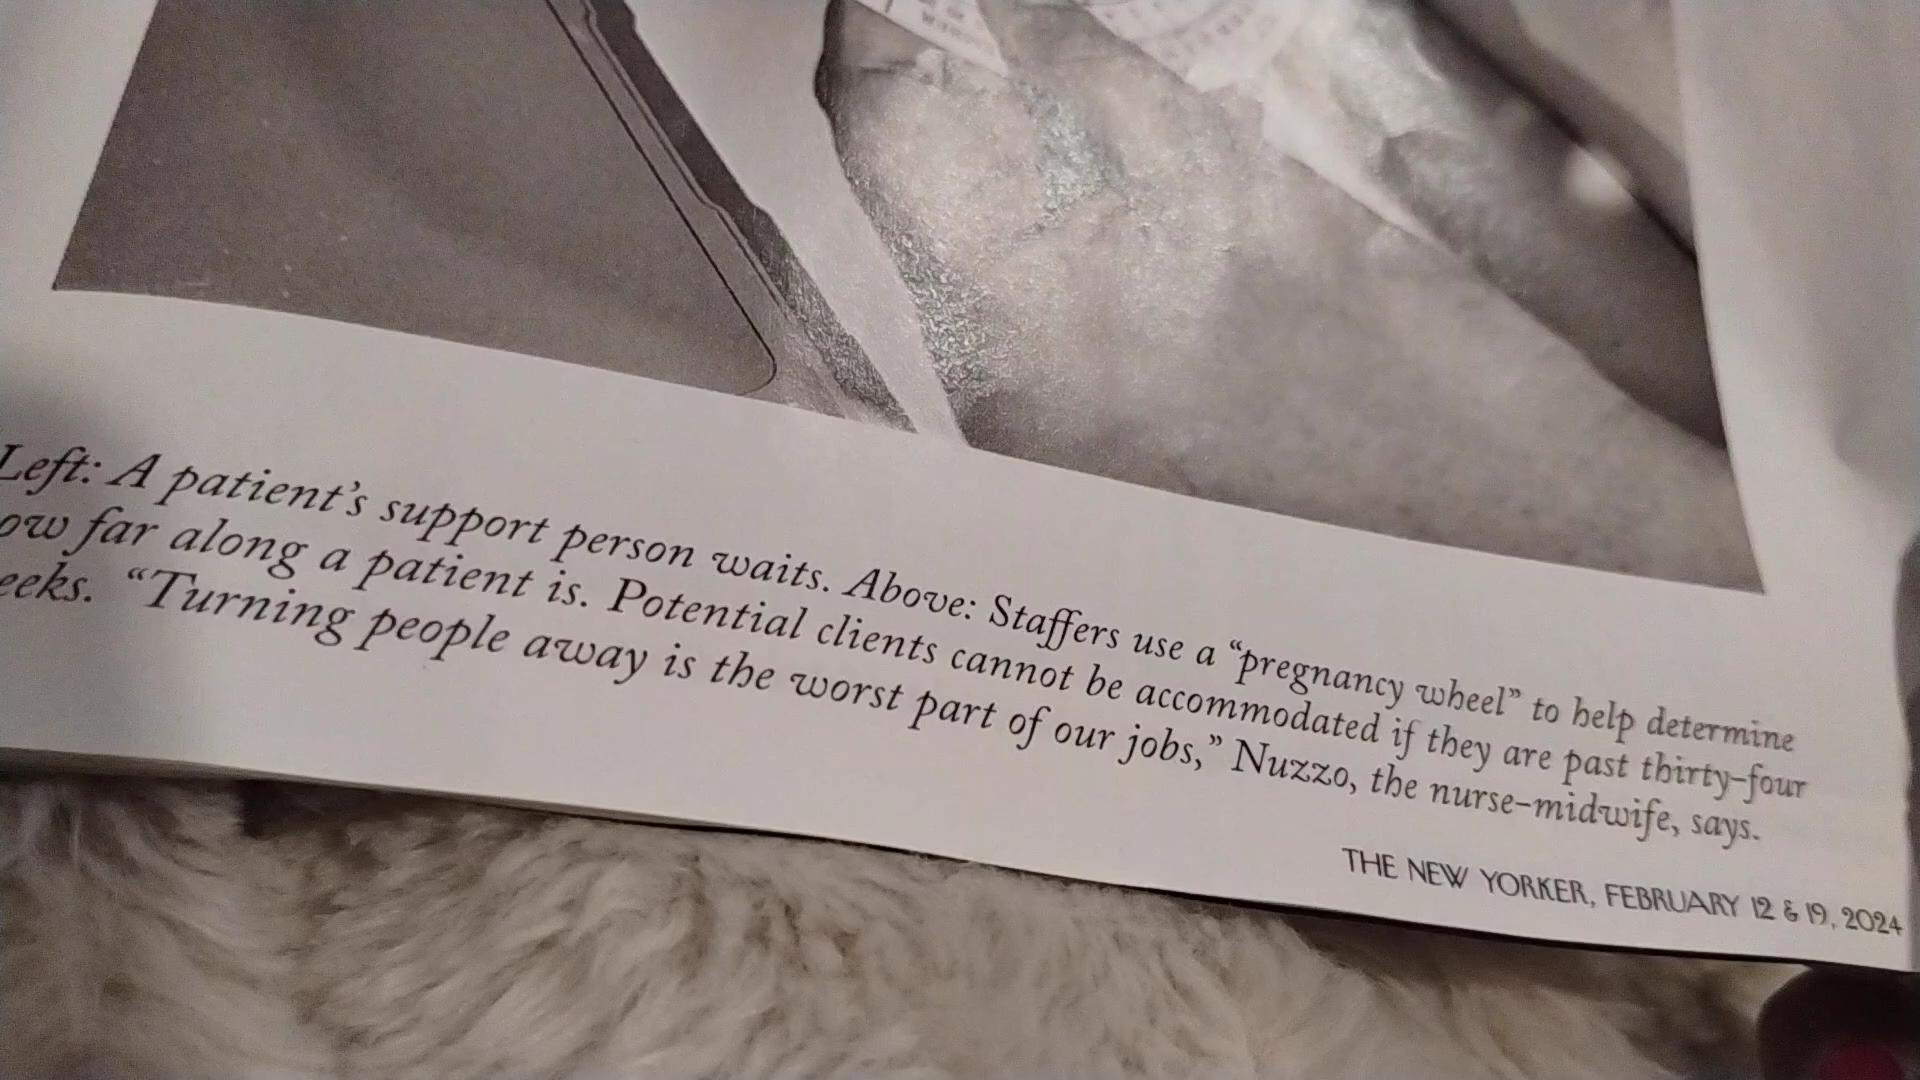 Left: A patient’s support person waits. Above: Staffers use a “pregnancy wheel” to help determine
ow far along a patient is. Potential clients cannot be accommodated if they are past thirty-four
eeks. “Turning people away is the worst part of our jobs,” Nuzzo, the nurse-midwife, says.
THE NEW YORKER, FEBRUARY 12 & 19, 2024